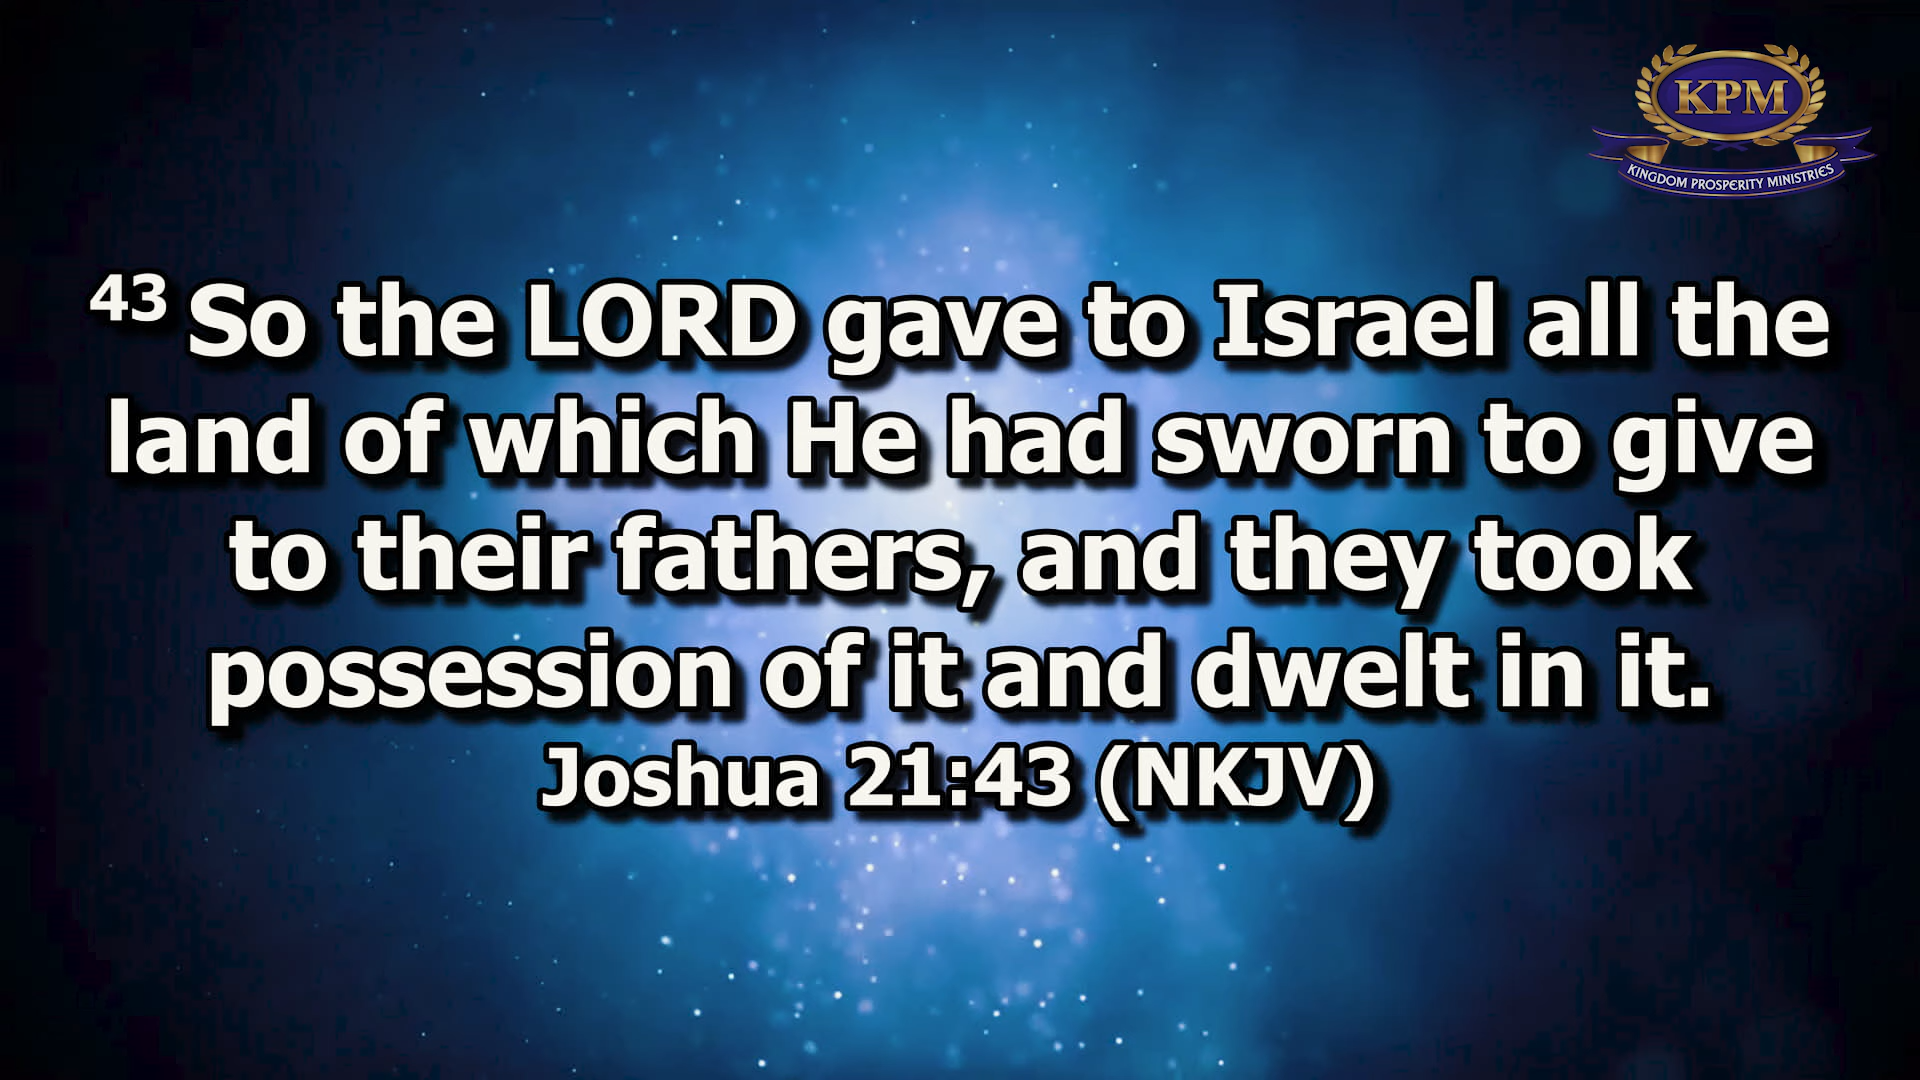 KPM
KINGDOM PROSPERITY MINISTRIES
43 So the LORD gave to Israel all the
land of which He had sworn to give
to their fathers, and they took
possession of it and dwelt in it.
Joshua 21:43 (NKJV)